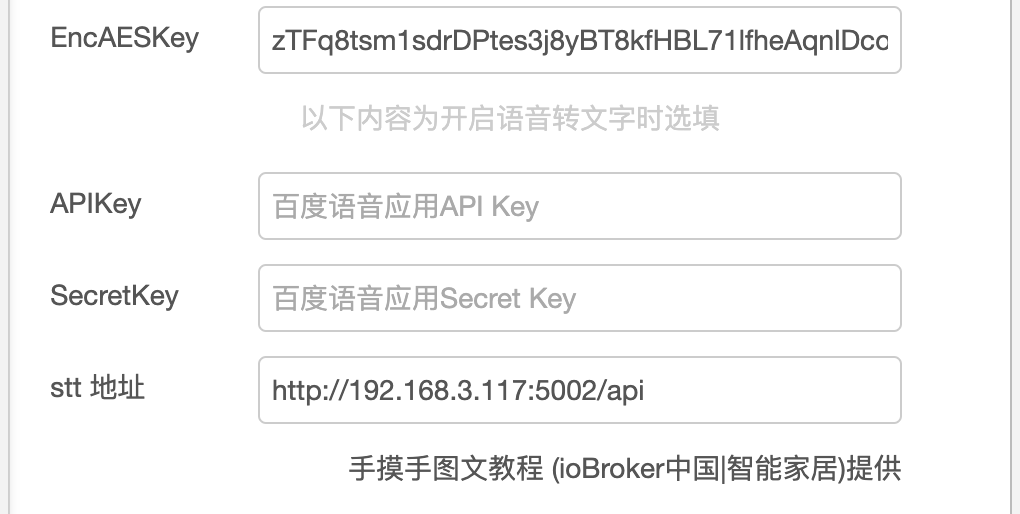 EncAESKey
zTFq8tsm1sdrDPtes3j8yBT8kfHBL71lfheAqnlDco
以下内容为开启语音转文字时选填
APIKey
百度语音应用API Key
SecretKey
百度语音应用Secret Key
stt 地址
http://192.168.3.117:5002/api
手摸手图文教程 (ioBroker中国|智能家居)提供